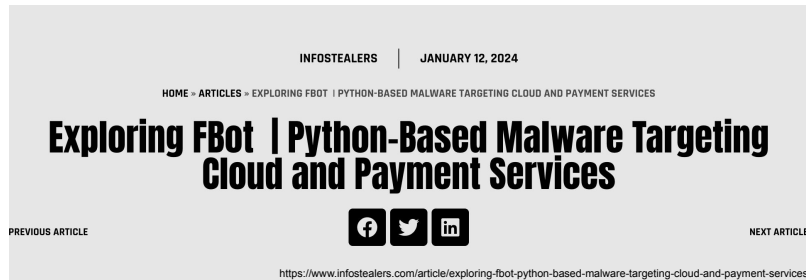 INFOSTEALERS | JANUARY 12, 2024
HOME » ARTICLES » EXPLORING FBOT | PYTHON-BASED MALWARE TARGETING CLOUD AND PAYMENT SERVICES
Exploring FBot | Python-Based Malware Targeting
Cloud and Payment Services
PREVIOUS ARTICLE
NEXT ARTICLE
https://www.infostealers.com/article/exploring-fbot-python-based-malware-targeting-cloud-and-payment-services